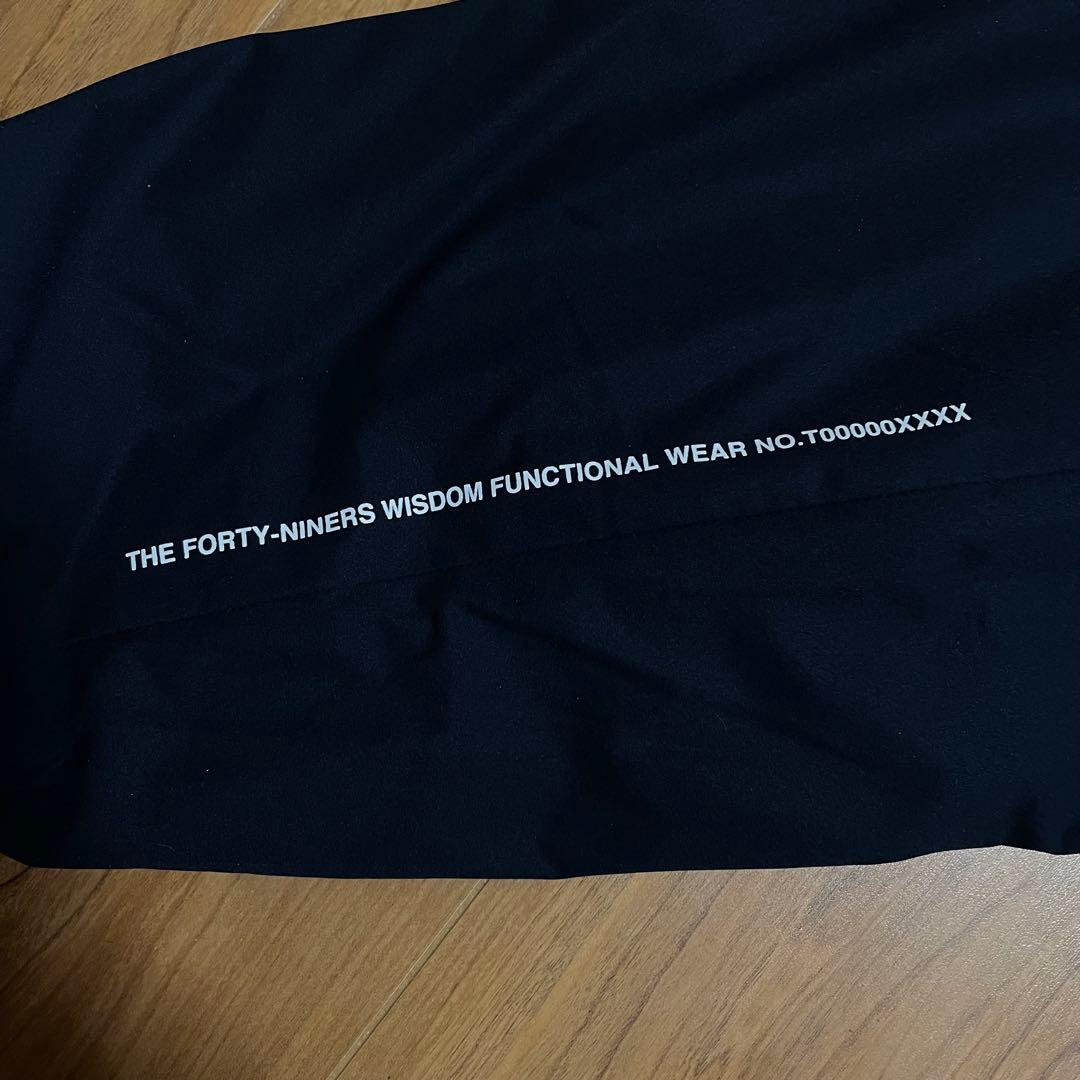 THE FORTY-NINERS WISDOM FUNCTIONAL WEAR NO.T00000XXXX